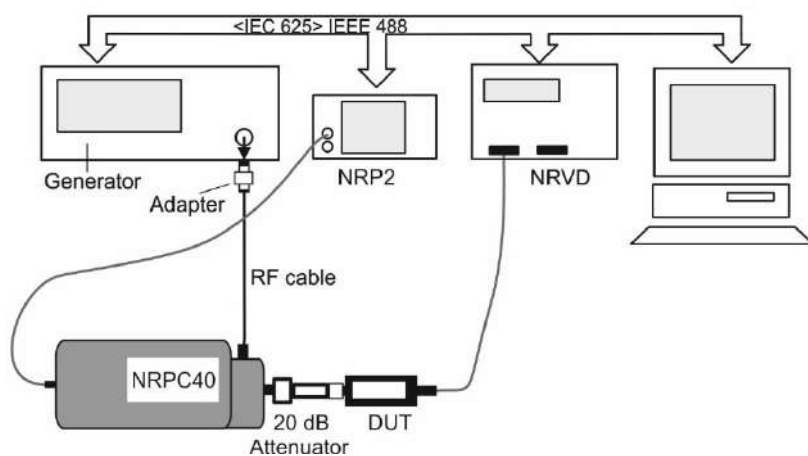 <IEC 625> IEEE 488
Generator
Adapter
NRP2
NRVD
RF cable
NRPC40
20 dB
Attenuator
DUT